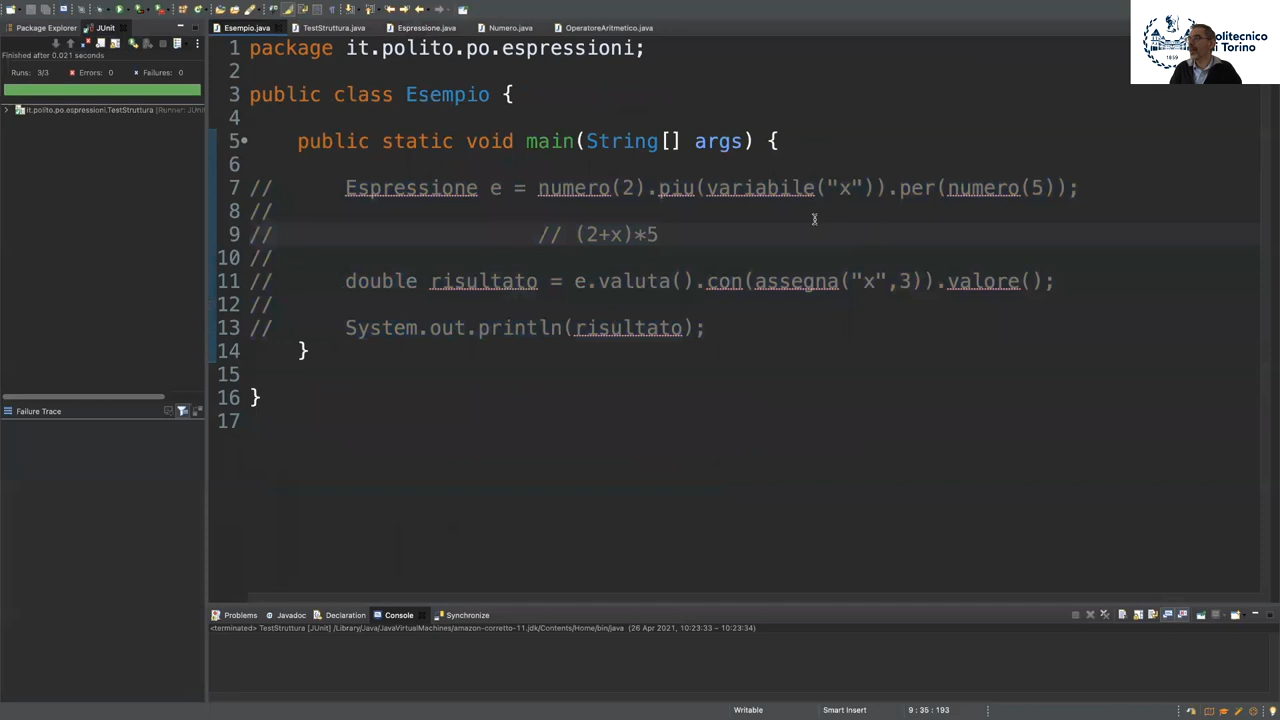 Package Explorer
JUnit
Finished after 0.021 seconds
Runs: 3/3
Errors: 0
Failures: 0
it.polito.po.espressioni.TestStruttura [Runner: JUnit
Failure Trace
Esempio.java
TestStruttura.java
Espressione.java
Numero.java
OperatoreAritmetico.java
1 package it.polito.po.espressioni;
2
3 public class Esempio {
4
5 public static void main(String[] args) {
6
7 // Espressione e = numero(2).piu(variabile("x")).per(numero(5));
8 //
9 // // (2+x)*5
10 //
11 // double risultato = e.valuta().con(assegna("x",3)).valore();
12 //
13 // System.out.println(risultato);
14 }
15
16 }
17
Politecnico
di Torino
1859
Problems
Javadoc
Declaration
Console
Synchronize
<terminated> TestStruttura [JUnit] /Library/Java/JavaVirtualMachines/amazon-corretto-11.jdk/Contents/Home/bin/java (26 Apr 2021, 10:23:33 – 10:23:34)
Writable
Smart Insert
9 : 35 : 193